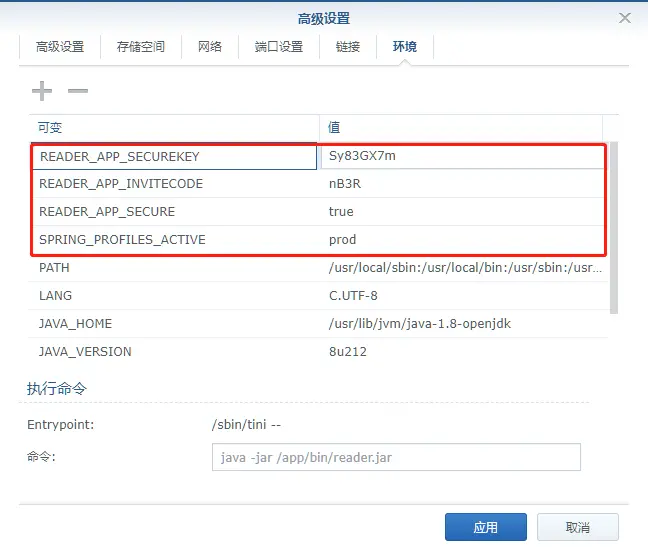 高级设置
高级设置 存储空间 网络 端口设置 链接 环境
可变 值
READER_APP_SECUREKEY Sy83GX7m
READER_APP_INVITECODE nB3R
READER_APP_SECURE true
SPRING_PROFILES_ACTIVE prod
PATH /usr/local/sbin:/usr/local/bin:/usr/sbin:/usr...
LANG C.UTF-8
JAVA_HOME /usr/lib/jvm/java-1.8-openjdk
JAVA_VERSION 8u212
执行命令
Entrypoint: /sbin/tini --
命令: java -jar /app/bin/reader.jar
应用 取消